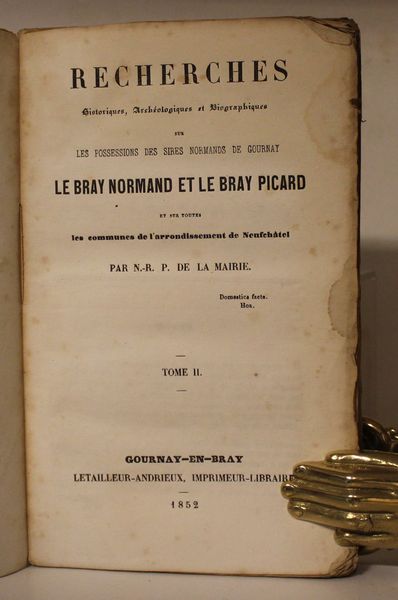 RECHERCHES
Historiques, Archéologiques et Biographiques
SUR
LES POSSESSIONS DES SIRES NORMANDS DE GOURNAY
LE BRAY NORMAND ET LE BRAY PICARD
ET SUR TOUTES
les communes de l'arrondissement de Neufchâtel
PAR N.-R. P. DE LA MAIRIE.
Domestica facta.
Hor.
TOME II.
GOURNAY-EN-BRAY
LETAILLEUR-ANDRIEUX, IMPRIMEUR-LIBRAIRE
1852